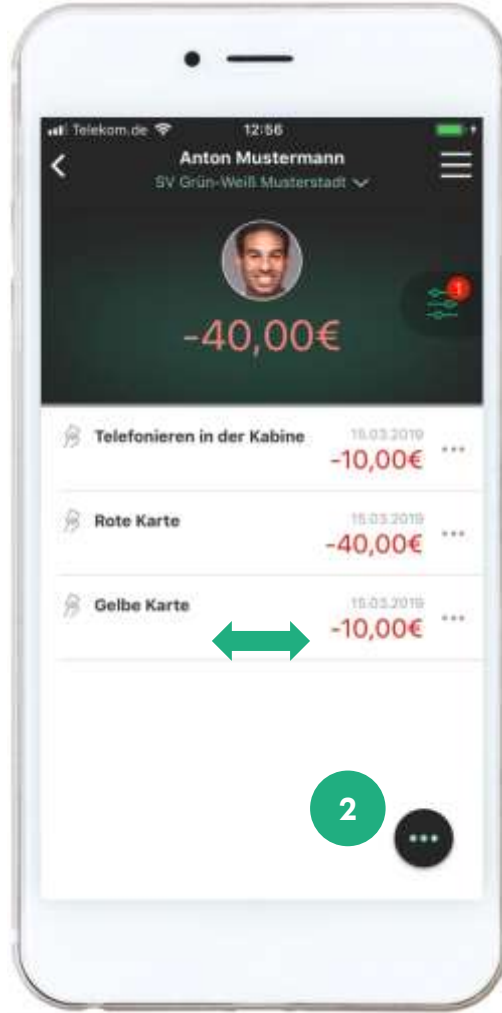 Telekom.de
12:56
Anton Mustermann
SV Grün-Weiß Musterstadt
1
-40,00€
Telefonieren in der Kabine
15.03.2019
-10,00€
Rote Karte
15.03.2019
-40,00€
Gelbe Karte
15.03.2019
-10,00€
2